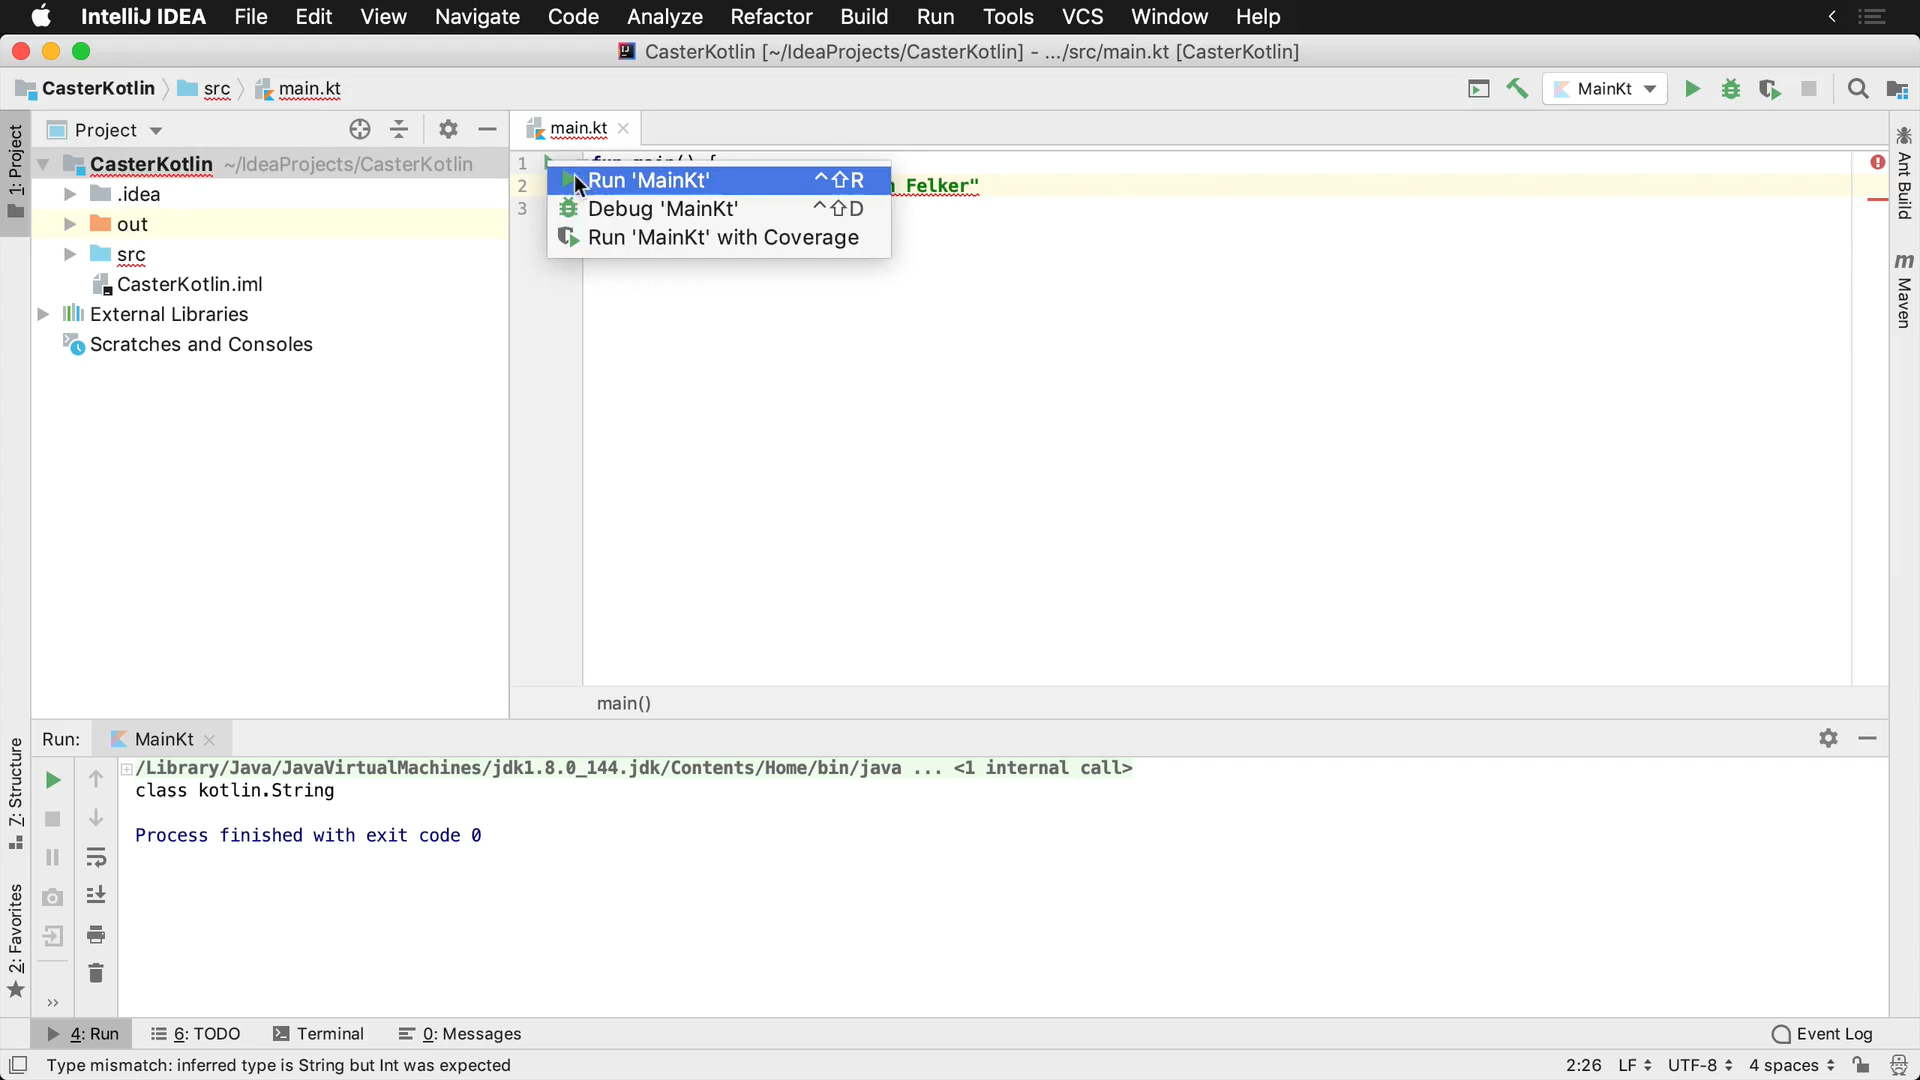 IntelliJ IDEA File Edit View Navigate Code Analyze Refactor Build Run Tools VCS Window Help
CasterKotlin [~/IdeaProjects/CasterKotlin] - .../src/main.kt [CasterKotlin]
CasterKotlin src main.kt MainKt
1: Project
Project
main.kt
CasterKotlin ~/IdeaProjects/CasterKotlin
.idea
out
src
CasterKotlin.iml
External Libraries
Scratches and Consoles
1 fun main() {
2 Felker"
3
Run 'MainKt' ^⇧R
Debug 'MainKt' ^⇧D
Run 'MainKt' with Coverage
Ant Build
m Maven
main()
Run: MainKt
/Library/Java/JavaVirtualMachines/jdk1.8.0_144.jdk/Contents/Home/bin/java ... <1 internal call>
class kotlin.String
Process finished with exit code 0
Z: Structure
2: Favorites
4: Run 6: TODO Terminal 0: Messages Event Log
Type mismatch: inferred type is String but Int was expected 2:26 LF UTF-8 4 spaces